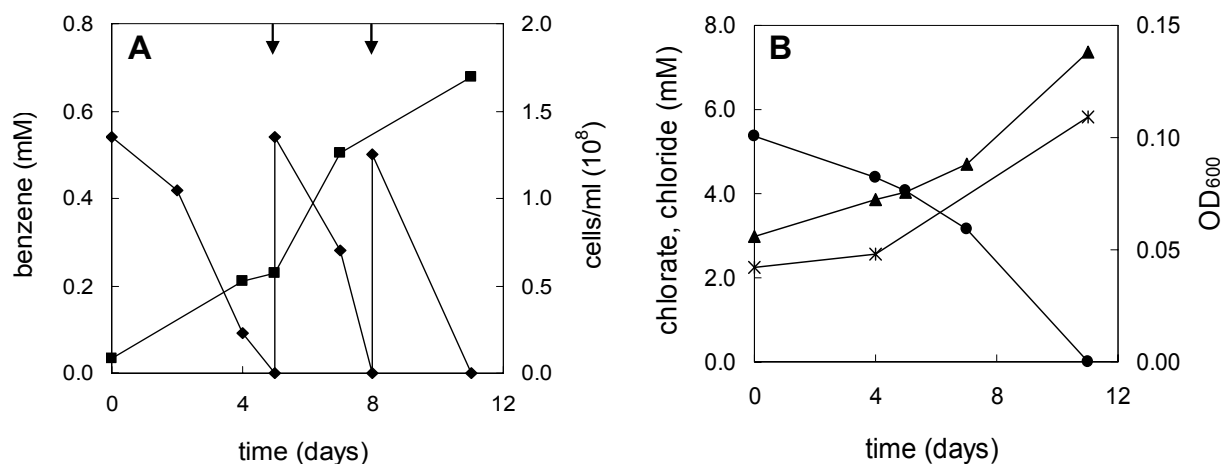 A
benzene (mM)
0.8
0.6
0.4
0.2
0.0
0 4 8 12
time (days)
2.0
1.5
1.0
0.5
0.0
cells/ml (10⁸)
B
chlorate, chloride (mM)
8.0
6.0
4.0
2.0
0.0
0 4 8 12
time (days)
0.15
0.10
0.05
0.00
OD₆₀₀